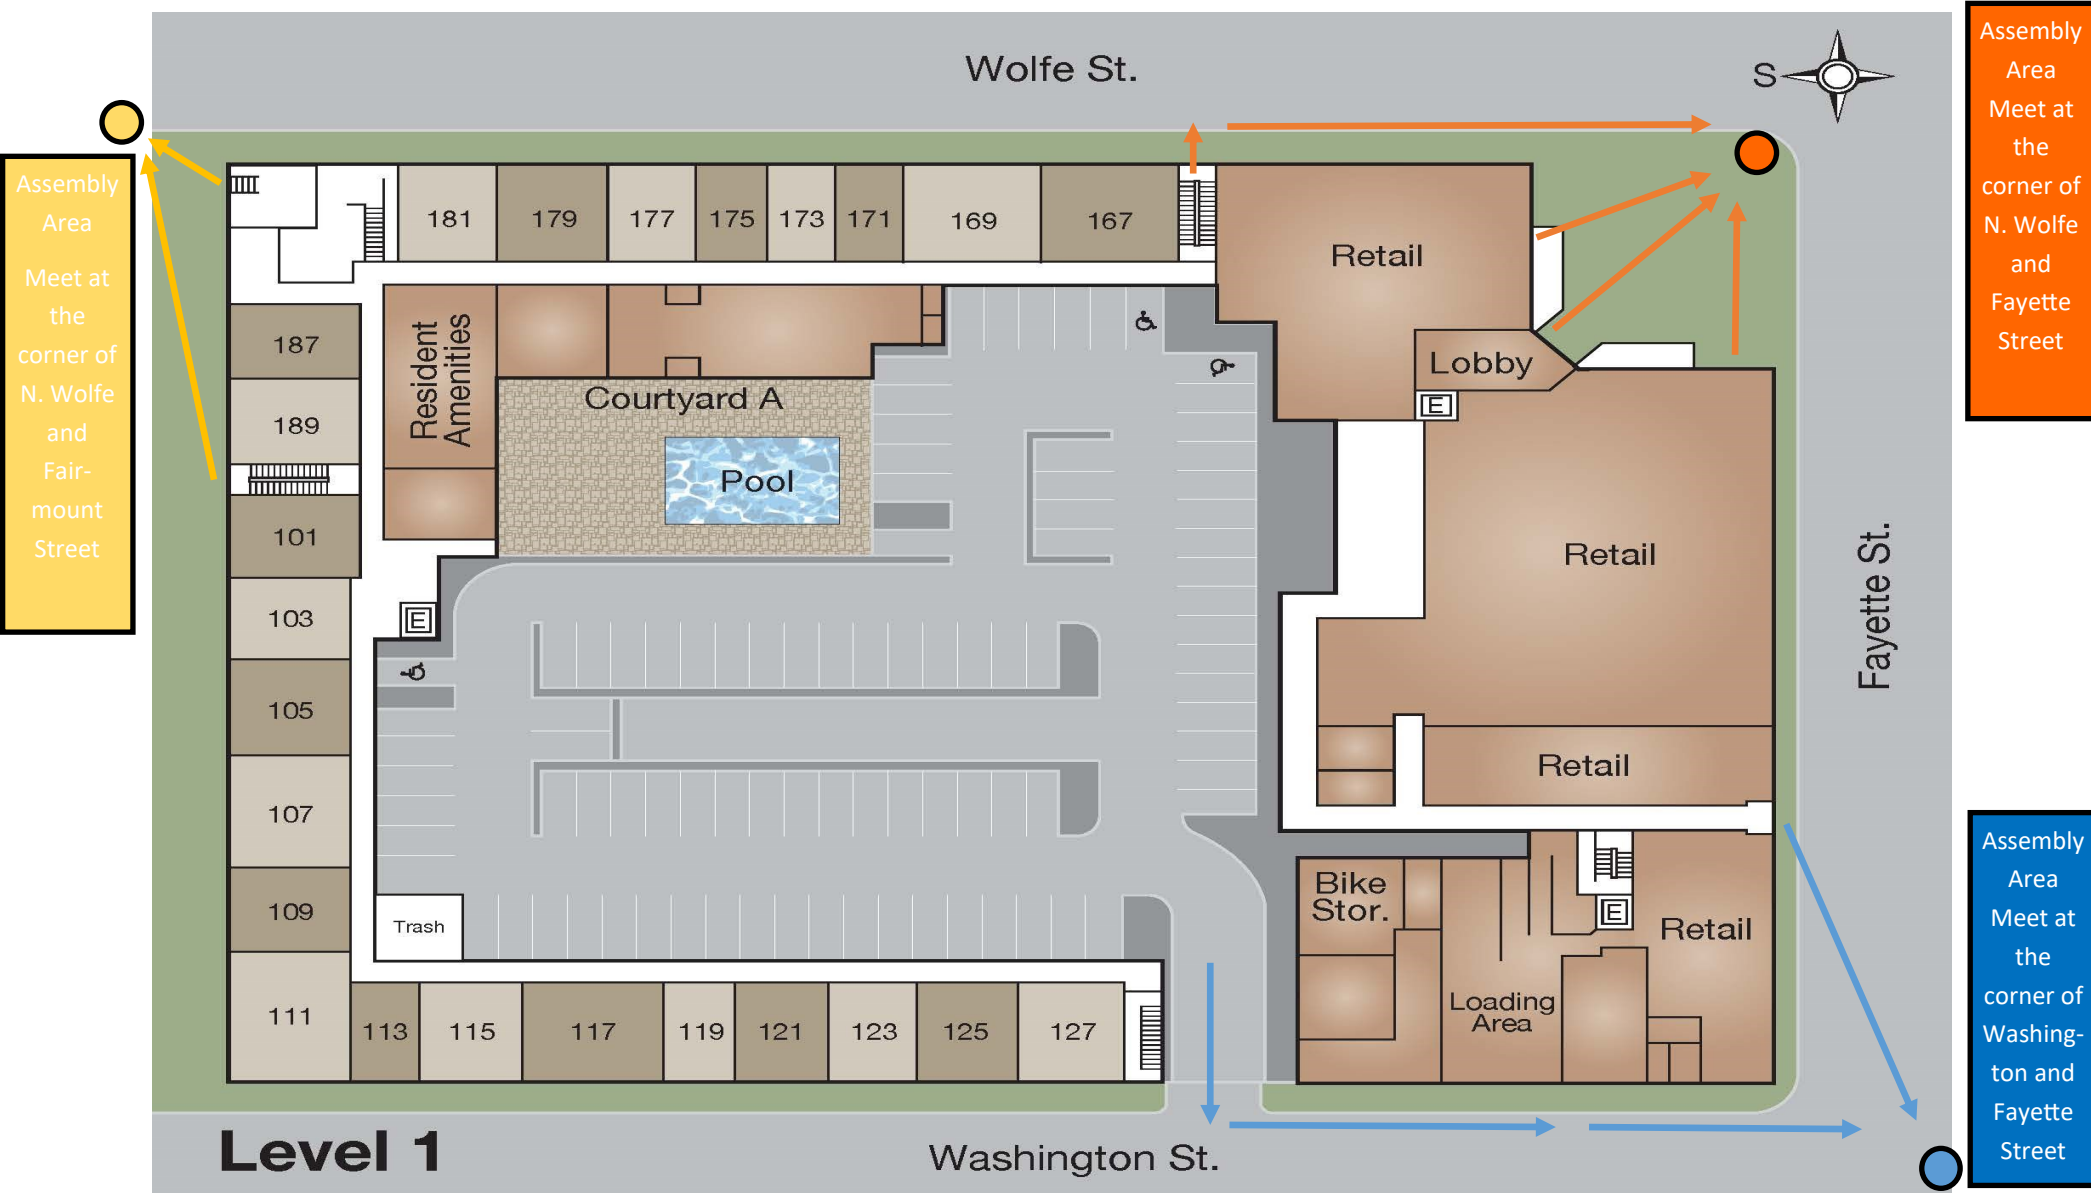 Wolfe St.
S
Assembly
Area
Meet at
the
corner of
N. Wolfe
and
Fayette
Street
Assembly
Area
Meet at
the
corner of
N. Wolfe
and
Fair-
mount
Street
181
179
177
175
173
171
169
167
Retail
Lobby
E
187
189
101
103
105
107
109
111
Resident
Amenities
Courtyard A
Pool
E
Retail
Fayette St.
Retail
Trash
Bike
Stor.
E
Retail
Loading
Area
113
115
117
119
121
123
125
127
Assembly
Area
Meet at
the
corner of
Washing-
ton and
Fayette
Street
Level 1
Washington St.